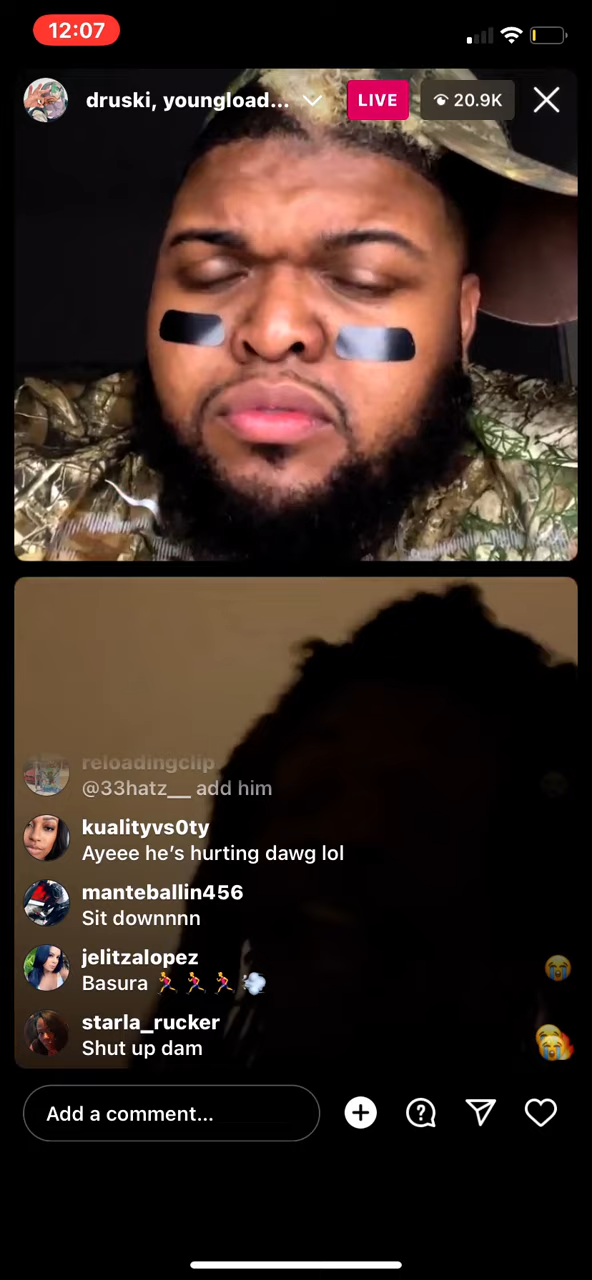 12:07
druski, youngload...
LIVE
20.9K
reloadingclip
@33hatz__ add him
kualityvs0ty
Ayeee he’s hurting dawg lol
manteballin456
Sit downnnn
jelitzalopez
Basura 🏃‍♀️🏃‍♀️🏃‍♀️💨
starla_rucker
Shut up dam
Add a comment...